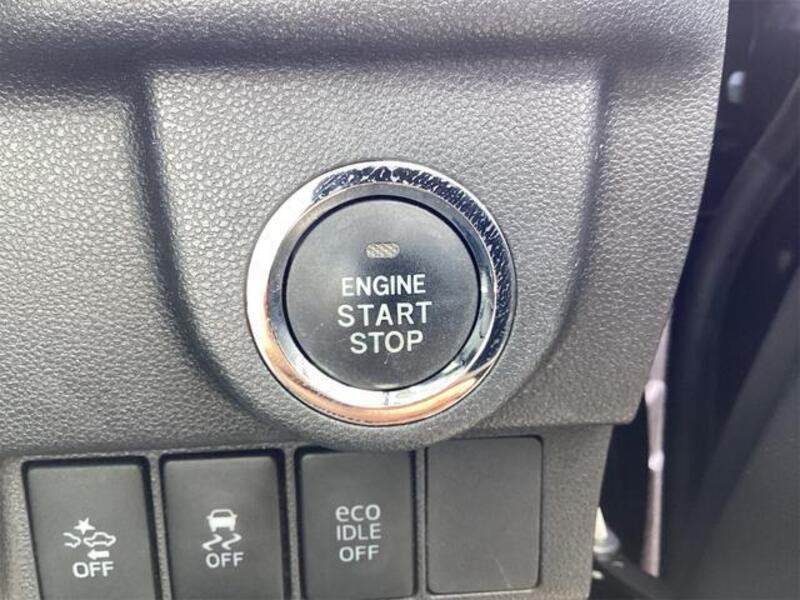 ENGINE
START
STOP
OFF
OFF
eco
IDLE
OFF